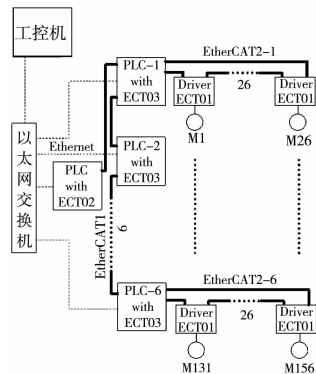 工控机
以太网交换机
Ethernet
PLC
with
ECT02
EtherCAT1
6
PLC-1
with
ECT03
PLC-2
with
ECT03
PLC-6
with
ECT03
EtherCAT2-1
Driver
ECT01
26
Driver
ECT01
M1
M26
EtherCAT2-6
Driver
ECT01
26
Driver
ECT01
M131
M156